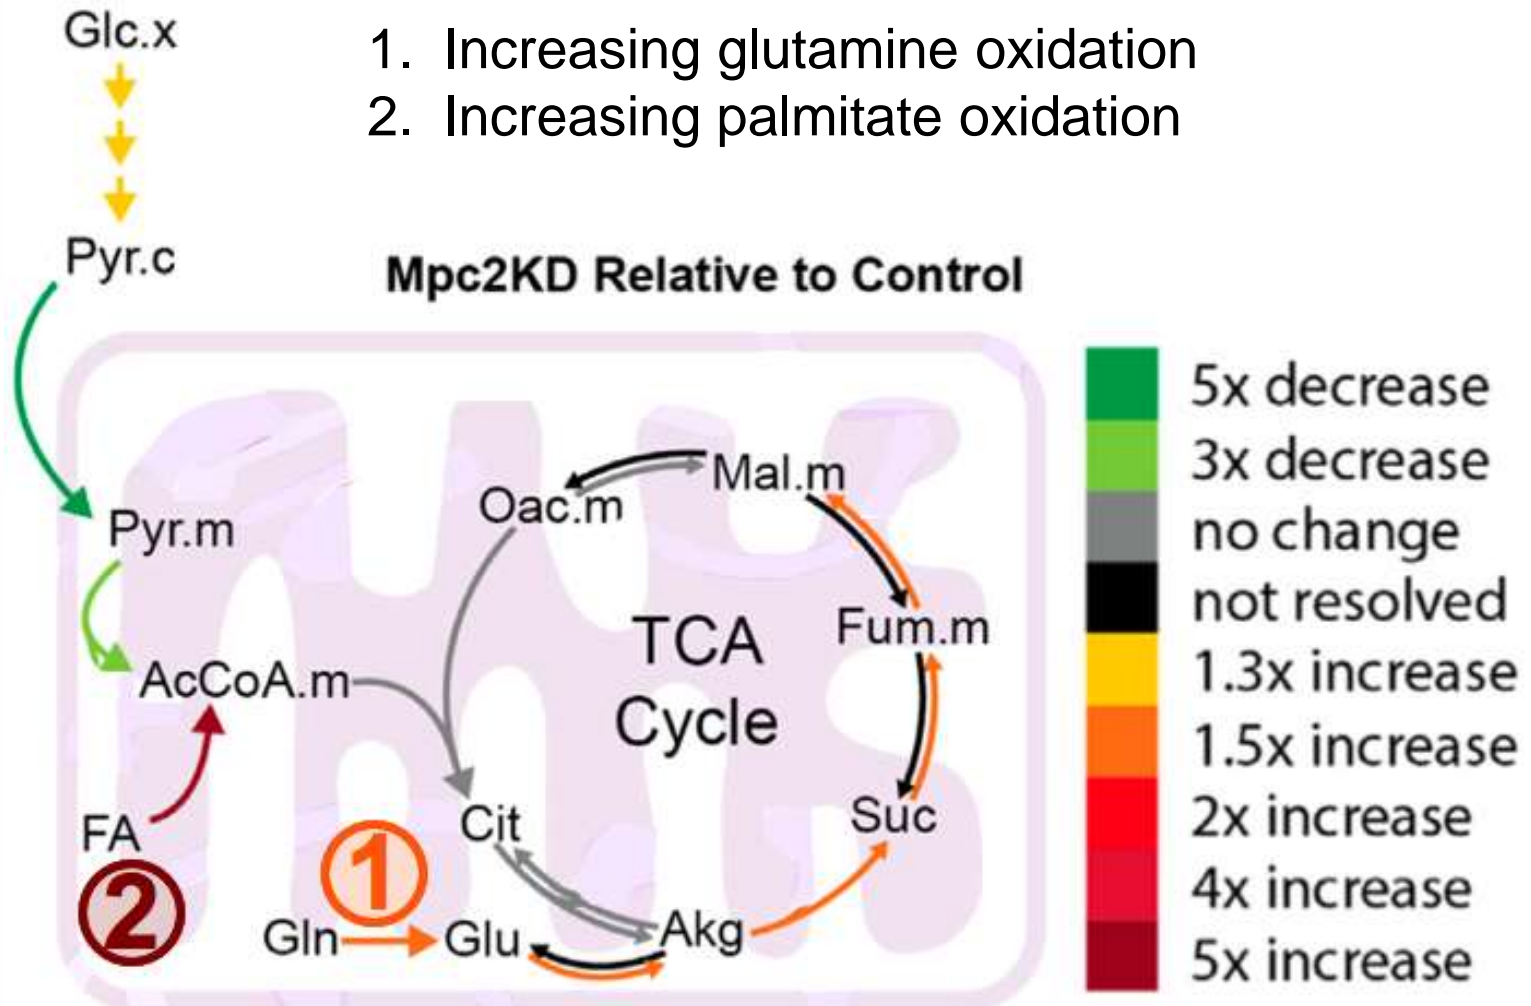 Glc.x
1. Increasing glutamine oxidation
2. Increasing palmitate oxidation
Pyr.c
Mpc2KD Relative to Control
5x decrease
3x decrease
no change
not resolved
1.3x increase
1.5x increase
2x increase
4x increase
5x increase
Mal.m
Oac.m
Pyr.m
Fum.m
TCA
Cycle
AcCoA.m
Suc
Cit
FA
1
2
Gln
Glu
Akg